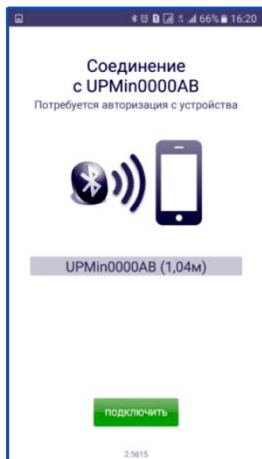 66% 16:20
Соединение
с UPMin0000AB
Потребуется авторизация с устройства
UPMin0000AB (1,04м)
ПОДКЛЮЧИТЬ
2.5615